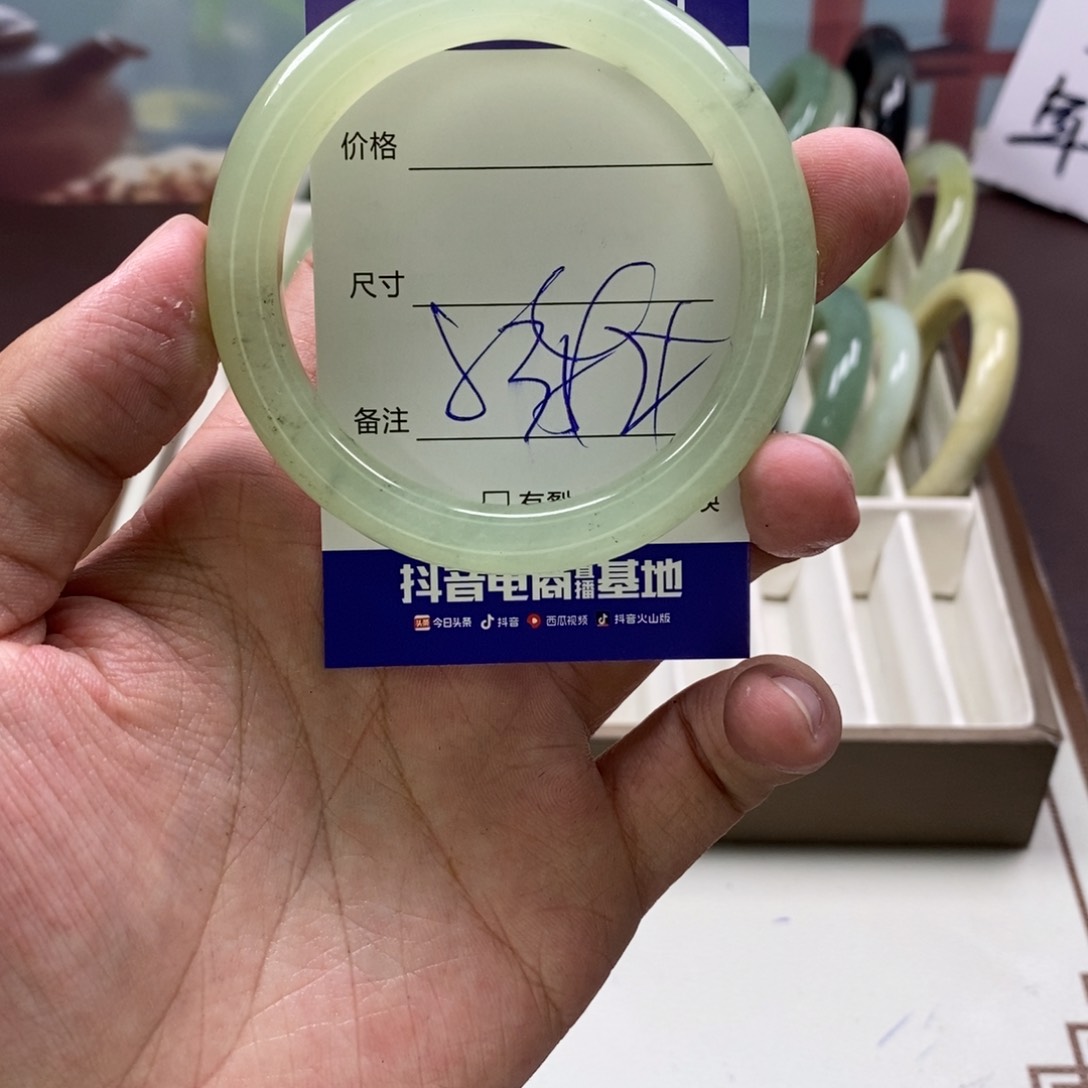 年
价格
尺寸
备注
有裂
抖音电商直播基地
今日头条 抖音 西瓜视频 抖音火山版